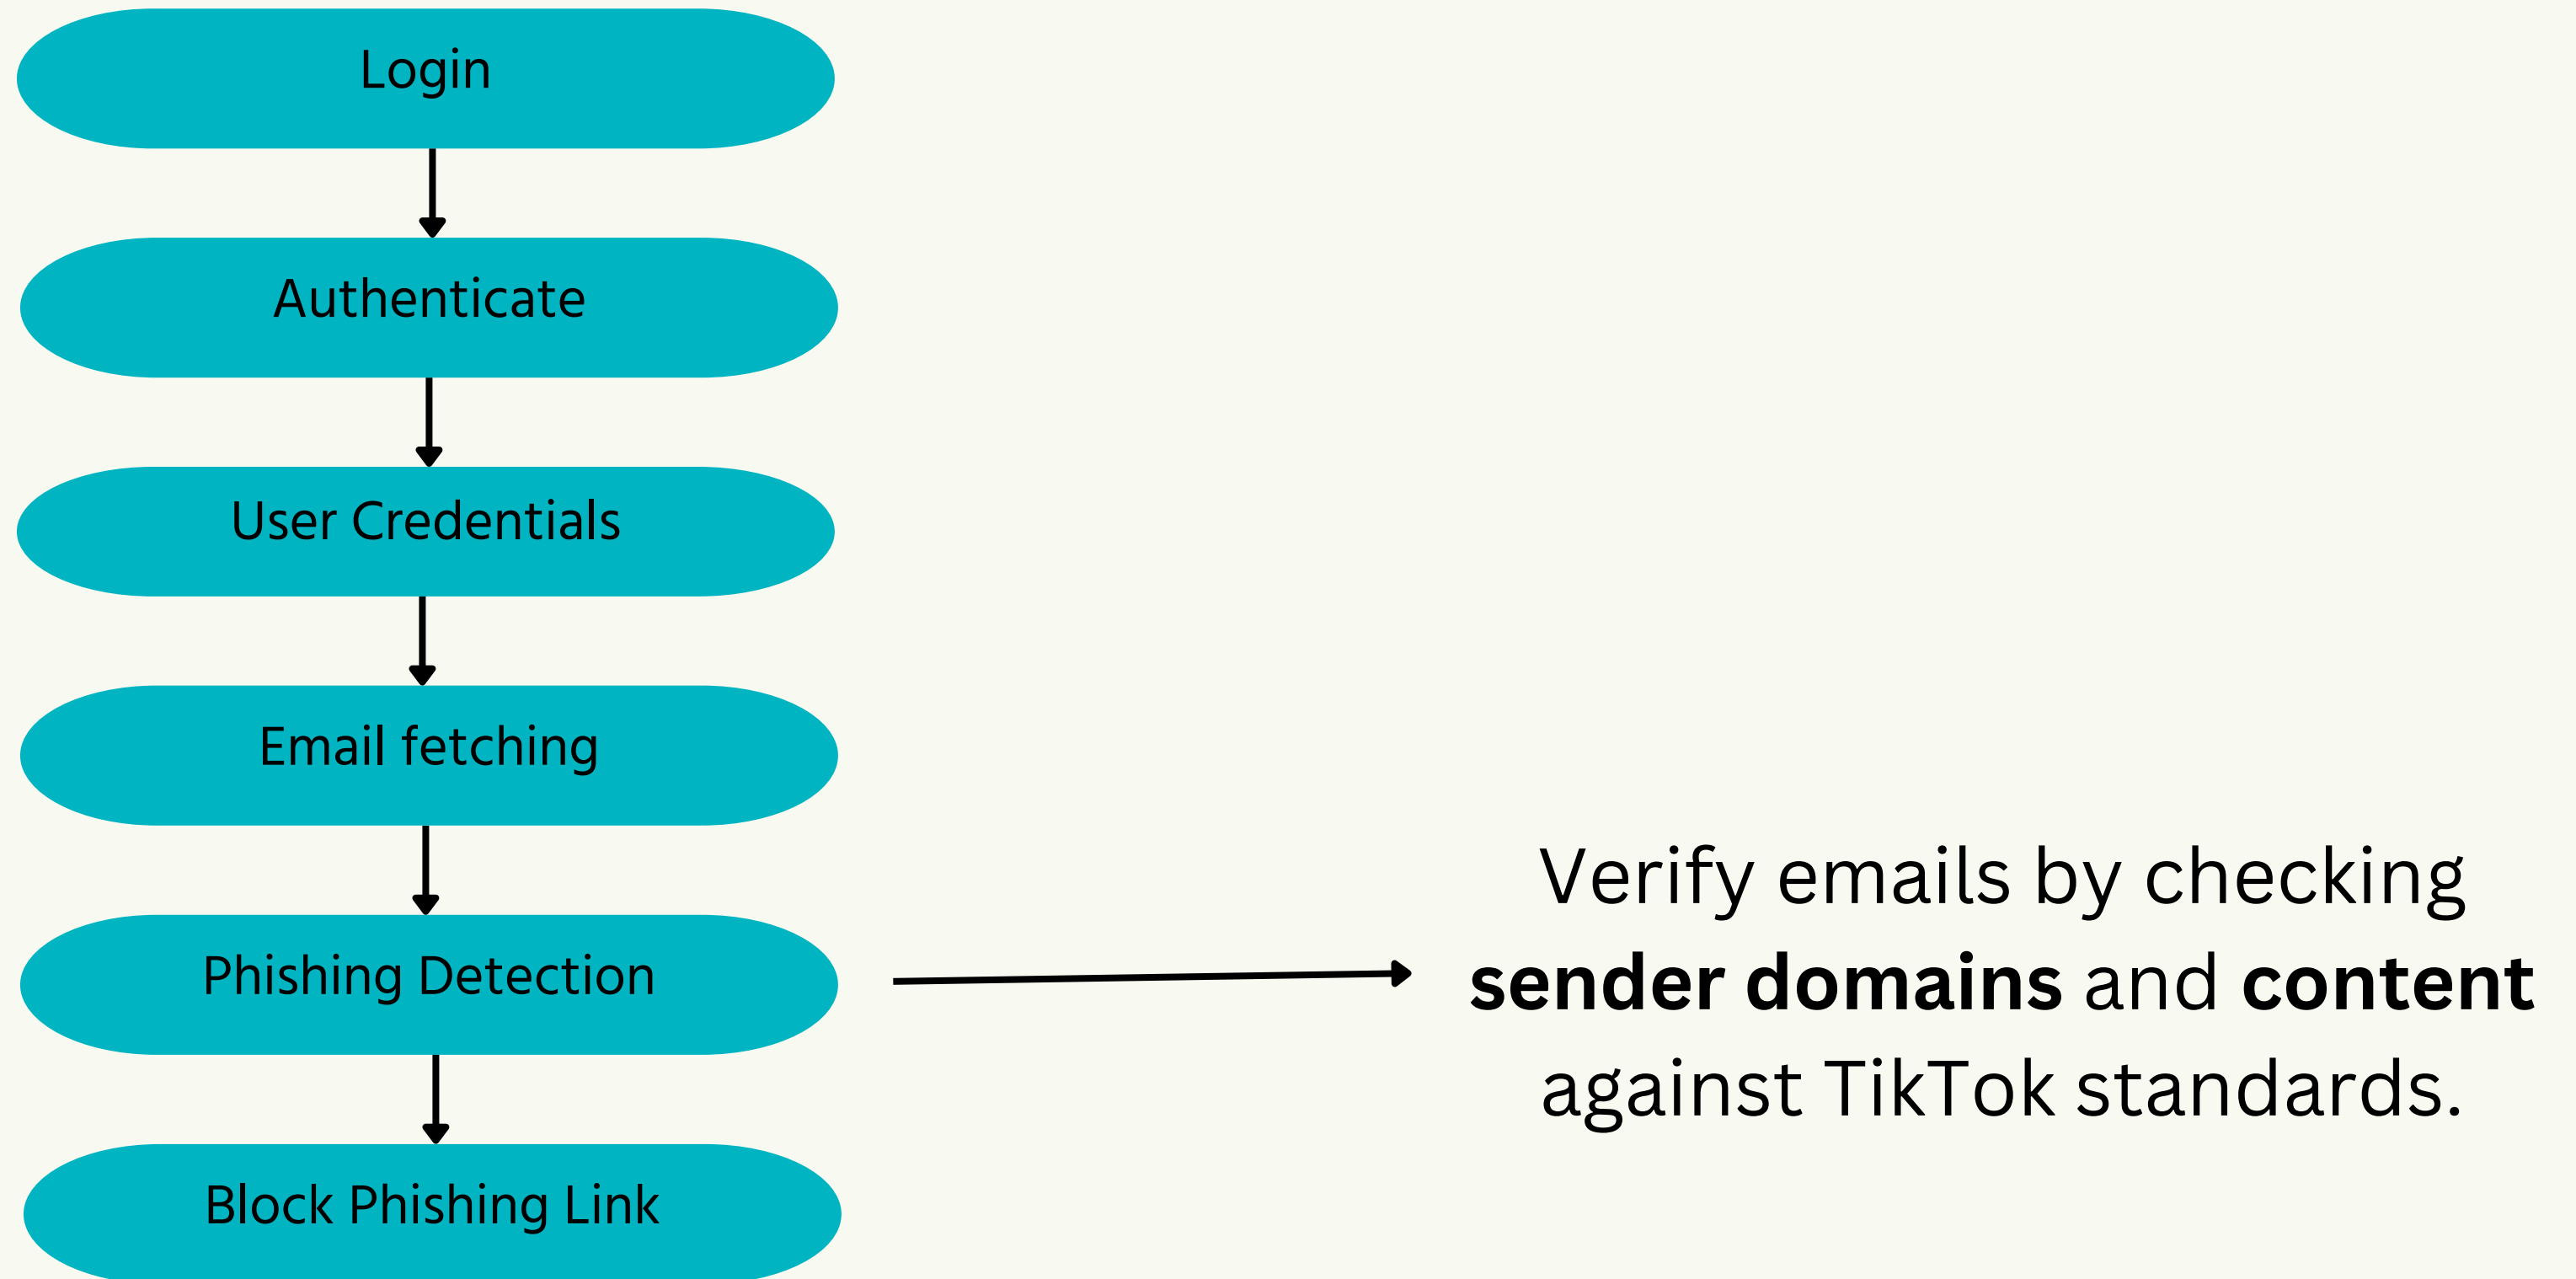 Login
Authenticate
User Credentials
Email fetching
Phishing Detection
Verify emails by checking
sender domains and content
against TikTok standards.
Block Phishing Link